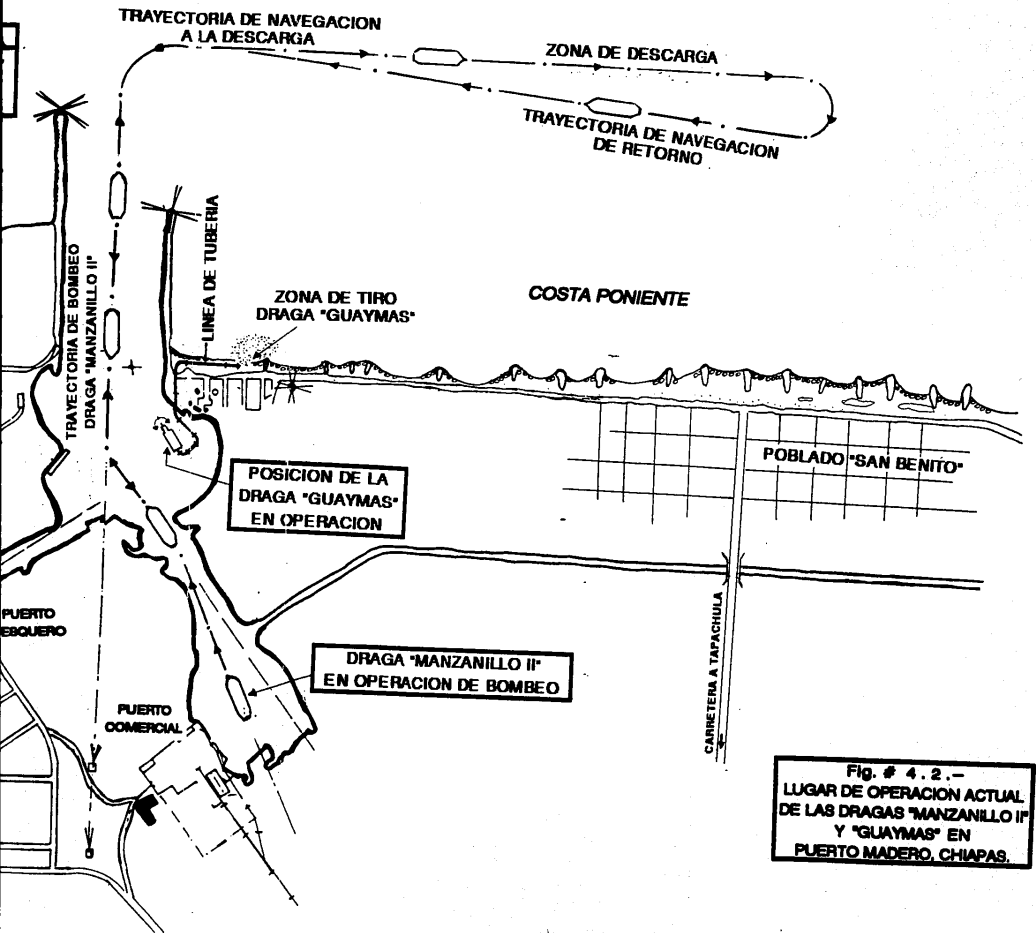 TRAYECTORIA DE NAVEGACION
A LA DESCARGA
ZONA DE DESCARGA
TRAYECTORIA DE NAVEGACION
DE RETORNO
TRAYECTORIA DE BOMBEO
DRAGA "MANZANILLO II"
LINEA DE TUBERIA
ZONA DE TIRO
DRAGA "GUAYMAS"
COSTA PONIENTE
POSICION DE LA
DRAGA "GUAYMAS"
EN OPERACION
POBLADO "SAN BENITO"
PUERTO
ESQUERO
DRAGA "MANZANILLO II"
EN OPERACION DE BOMBEO
PUERTO
COMERCIAL
CARRETERA A TAPACHULA
Fig. # 4.2.-
LUGAR DE OPERACION ACTUAL
DE LAS DRAGAS "MANZANILLO II"
Y "GUAYMAS" EN
PUERTO MADERO, CHIAPAS.